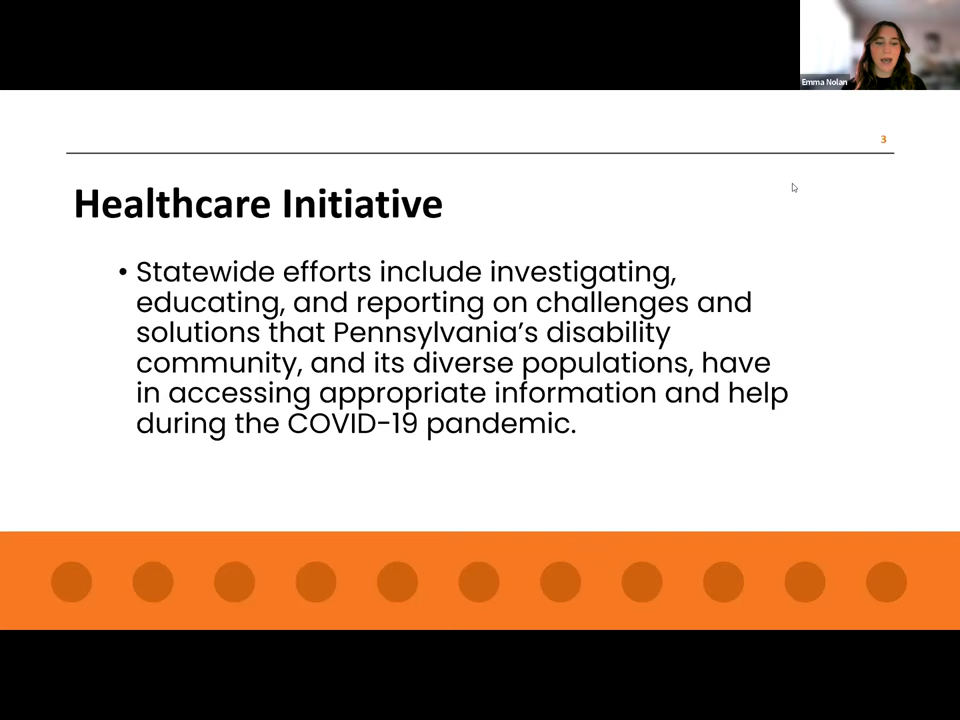 Emma Nolan
3
Healthcare Initiative
• Statewide efforts include investigating,
educating, and reporting on challenges and
solutions that Pennsylvania’s disability
community, and its diverse populations, have
in accessing appropriate information and help
during the COVID-19 pandemic.